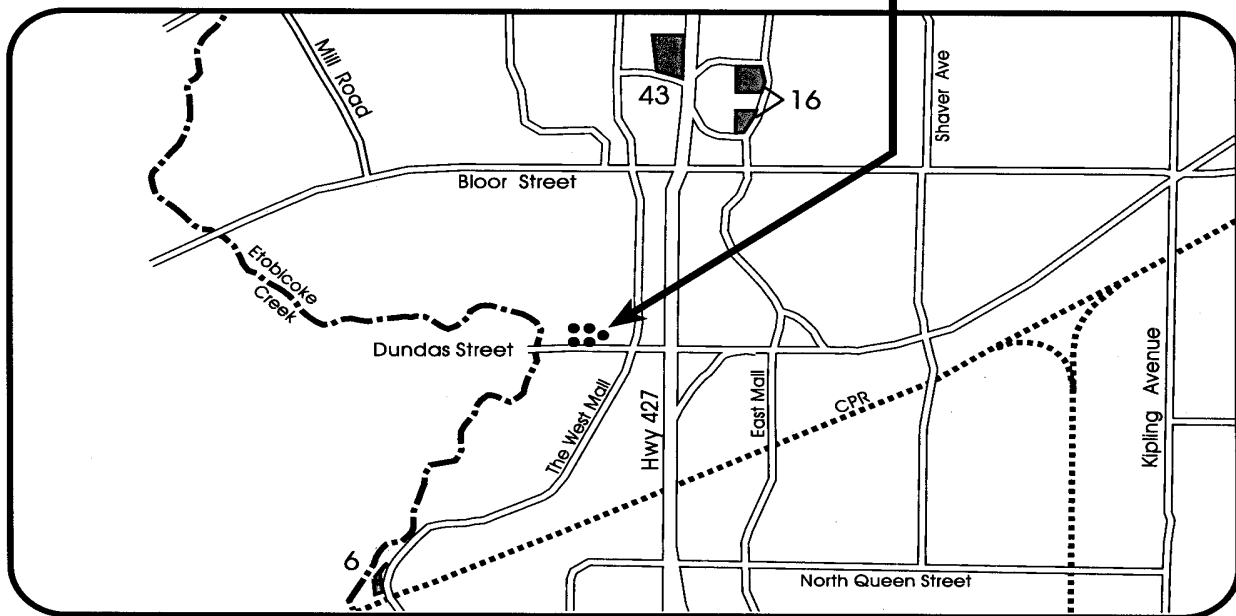 Mill Road
43
16
Shaver Ave
Bloor Street
Etobicoke
Creek
Dundas Street
The West Mall
Hwy 427
East Mall
CPR
Kipling Avenue
6
North Queen Street